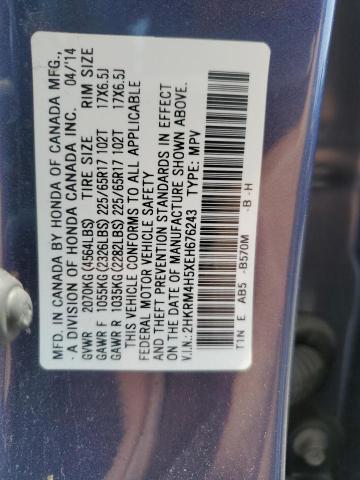 MFD. IN CANADA BY HONDA OF CANADA MFG.,
- A DIVISION OF HONDA CANADA INC. 04/'14
GVWR 2070KG (4564LBS) TIRE SIZE RIM SIZE
GAWR F 1055KG (2326LBS) 225/65R17 102T 17X6.5J
GAWR R 1035KG (2282LBS) 225/65R17 102T 17X6.5J
THIS VEHICLE CONFORMS TO ALL APPLICABLE
FEDERAL MOTOR VEHICLE SAFETY
AND THEFT PREVENTION STANDARDS IN EFFECT
ON THE DATE OF MANUFACTURE SHOWN ABOVE.
V.I.N.: 2HKRM4H5XEH676243 TYPE: MPV
T1N E AB5 -B570M -B -H